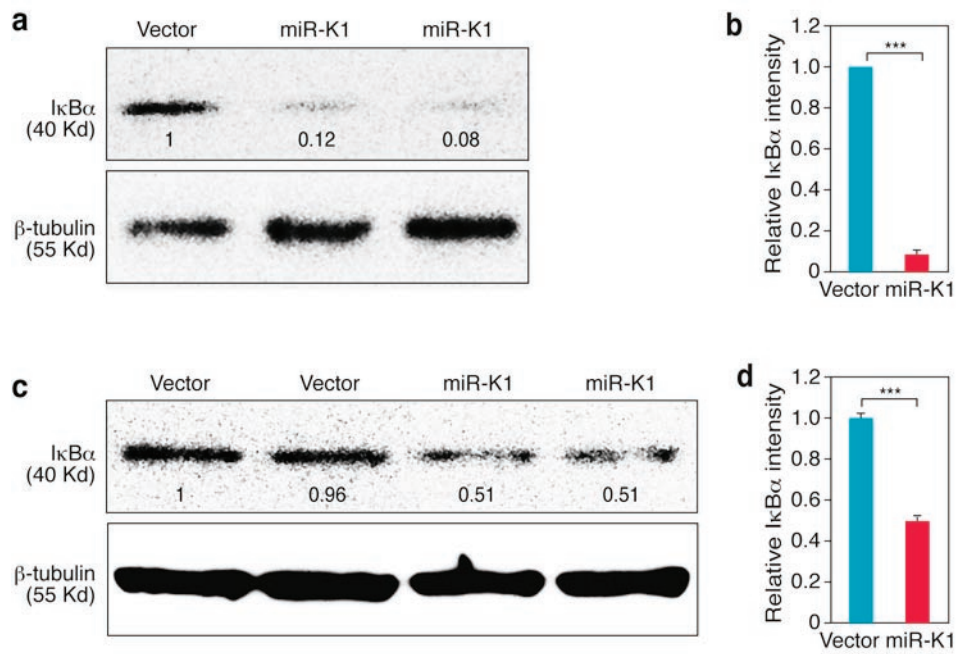 a
Vector miR-K1 miR-K1
IκBα
(40 Kd)
1 0.12 0.08
β-tubulin
(55 Kd)
b
Relative IκBα intensity
1.2
1.0
0.8
0.6
0.4
0.2
0
***
Vector miR-K1
c
Vector Vector miR-K1 miR-K1
IκBα
(40 Kd)
1 0.96 0.51 0.51
β-tubulin
(55 Kd)
d
Relative IκBα intensity
1.2
1.0
0.8
0.6
0.4
0.2
0
***
Vector miR-K1